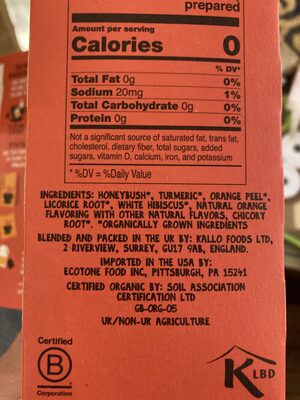 prepared
Amount per serving
Calories 0
% DV*
Total Fat 0g 0%
Sodium 20mg 1%
Total Carbohydrate 0g 0%
Protein 0g 0%
Not a significant source of saturated fat, trans fat,
cholesterol, dietary fiber, total sugars, added
sugars, vitamin D, calcium, iron, and potassium
* %DV = %Daily Value
INGREDIENTS: HONEYBUSH*, TURMERIC*, ORANGE PEEL*,
LICORICE ROOT*, WHITE HIBISCUS*, NATURAL ORANGE
FLAVORING WITH OTHER NATURAL FLAVORS, CHICORY
ROOT*. *ORGANICALLY GROWN INGREDIENTS
BLENDED AND PACKED IN THE UK BY: KALLO FOODS LTD,
2 RIVERVIEW, SURREY, GU17 9AB, ENGLAND.
IMPORTED IN THE USA BY:
ECOTONE FOOD INC, PITTSBURGH, PA 15241
CERTIFIED ORGANIC BY: SOIL ASSOCIATION
CERTIFICATION LTD
GB-ORG-05
UK/NON-UK AGRICULTURE
Certified
B
Corporation
K LBD